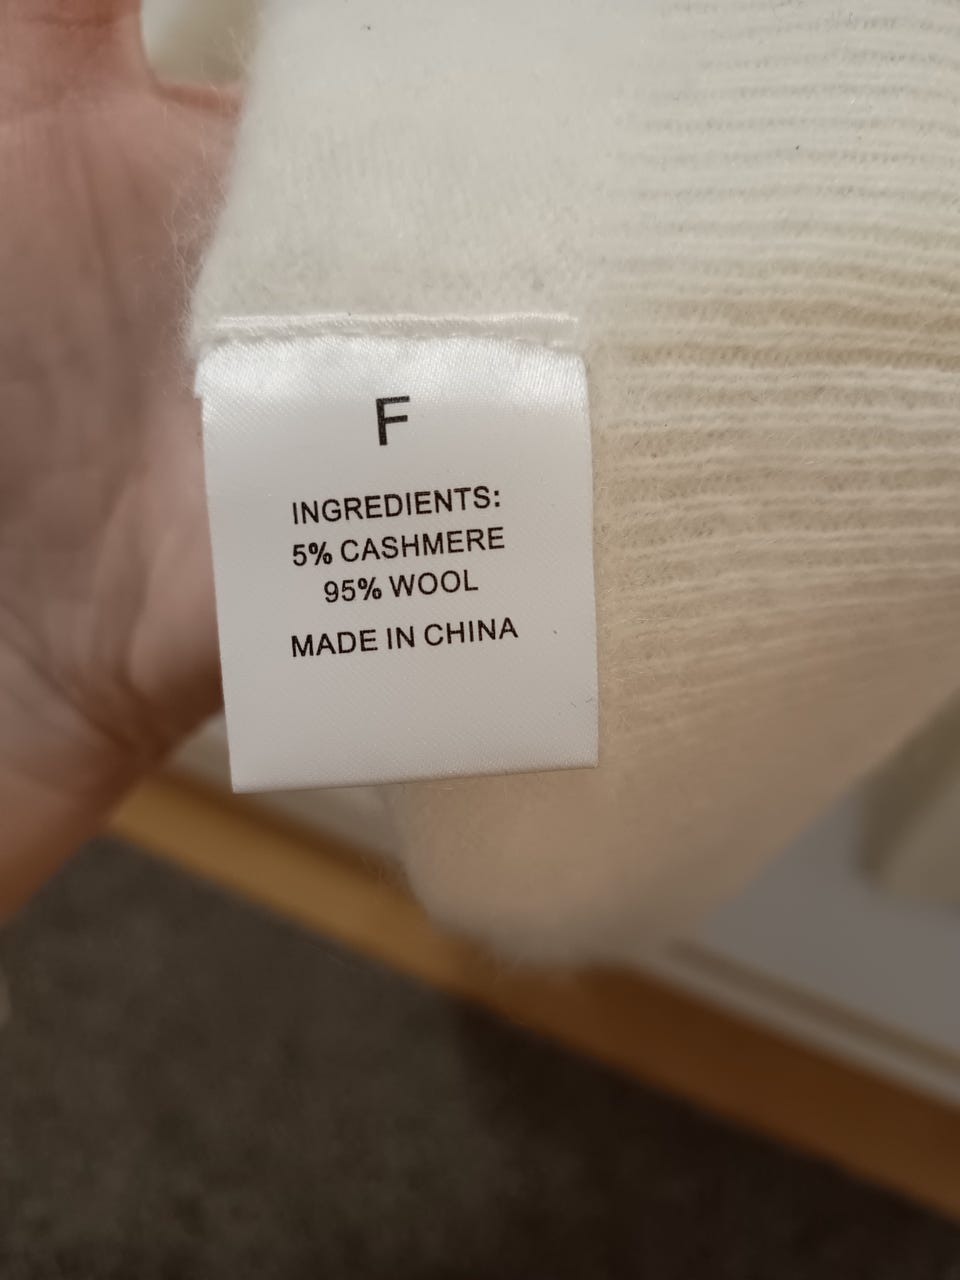 F
INGREDIENTS:
5% CASHMERE
95% WOOL
MADE IN CHINA